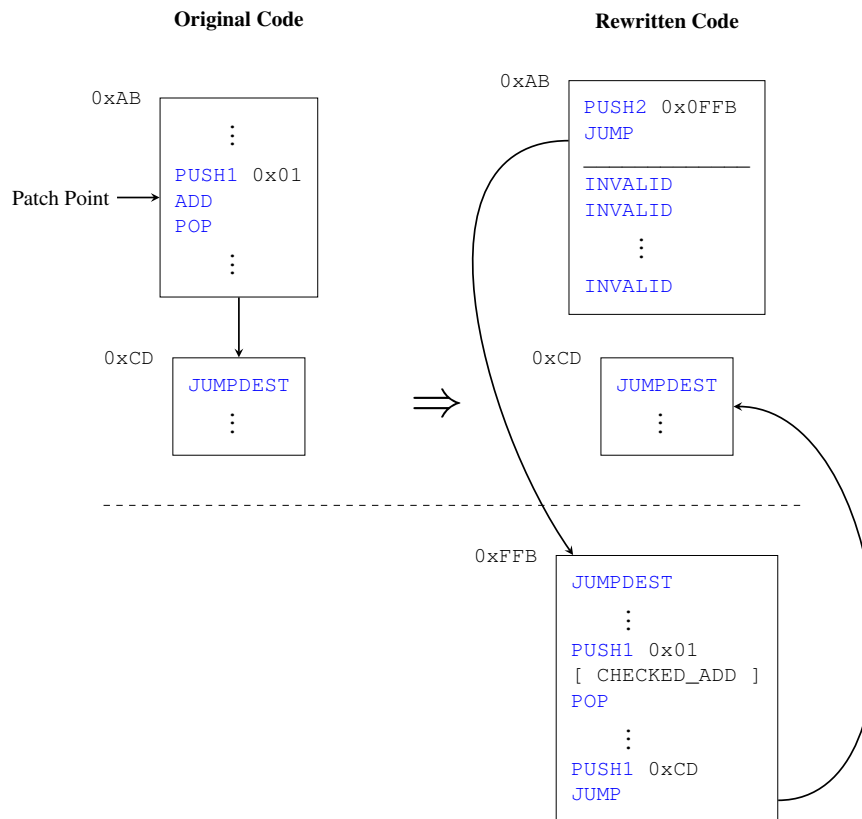 Original Code
0xAB
⋮
PUSH1 0x01
Patch Point
ADD
POP
⋮
0xCD
JUMPDEST
⋮
⇒
Rewritten Code
0xAB
PUSH2 0x0FFB
JUMP
INVALID
INVALID
⋮
INVALID
0xCD
JUMPDEST
⋮
0xFFB
JUMPDEST
⋮
PUSH1 0x01
[ CHECKED_ADD ]
POP
⋮
PUSH1 0xCD
JUMP